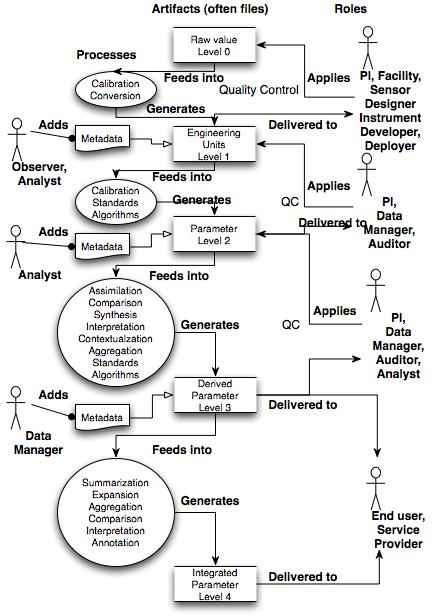 Artifacts (often files)
Roles
Raw value
Level 0
Processes
Feeds into
Applies
Quality Control
PI, Facility,
Sensor
Designer
Instrument
Developer,
Deployer
Calibration
Conversion
Generates
Delivered to
Adds
Metadata
Engineering
Units
Level 1
Observer,
Analyst
Feeds into
Applies
QC
Calibration
Standards
Algorithms
Generates
Delivered to
PI,
Data
Manager,
Auditor
Adds
Metadata
Parameter
Level 2
Analyst
Feeds into
Assimilation
Comparison
Synthesis
Interpretation
Contextualzation
Aggregation
Standards
Algorithms
Generates
Applies
QC
PI,
Data
Manager,
Auditor,
Analyst
Adds
Metadata
Derived
Parameter
Level 3
Delivered to
Data
Manager
Feeds into
Summarization
Expansion
Aggregation
Comparison
Interpretation
Annotation
Generates
End user,
Service
Provider
Integrated
Parameter
Level 4
Delivered to